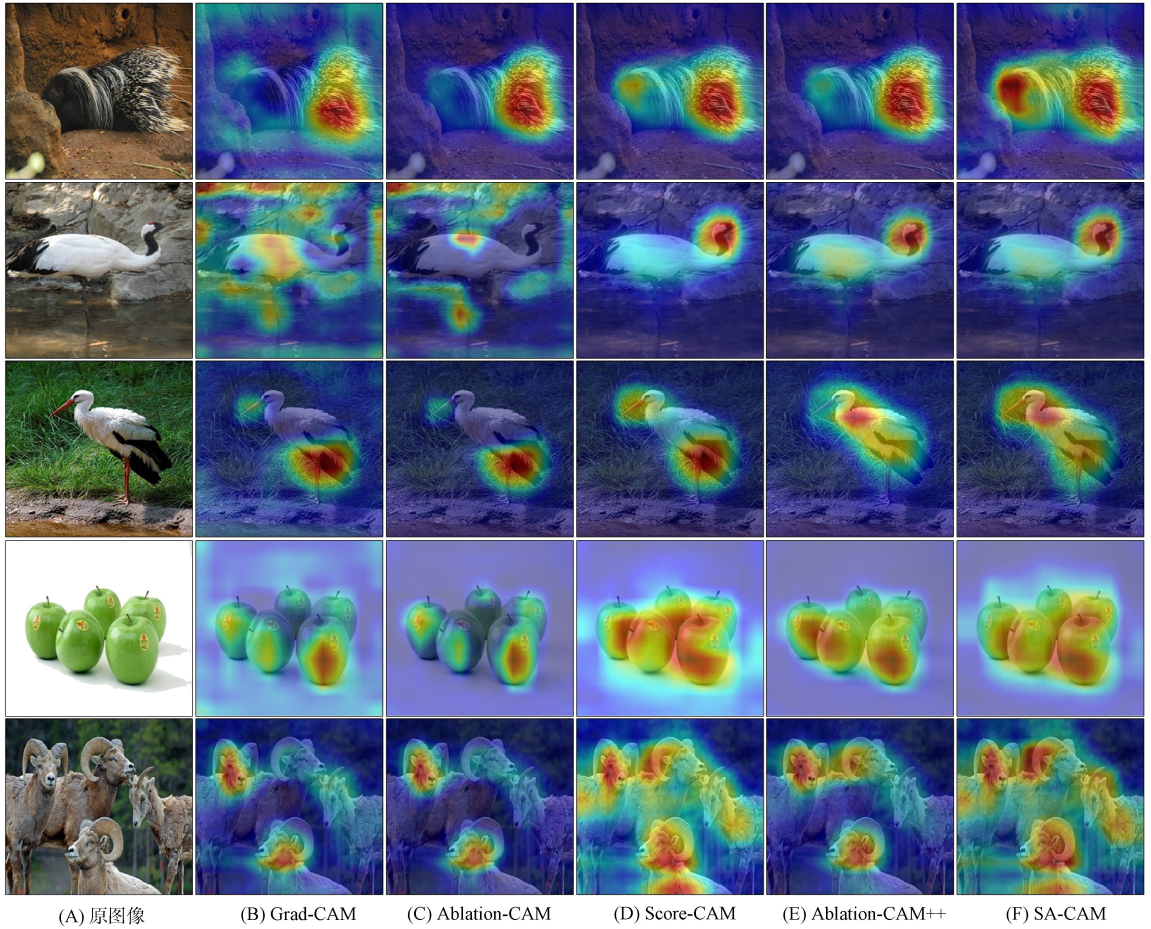 (A) 原图像
(B) Grad-CAM
(C) Ablation-CAM
(D) Score-CAM
(E) Ablation-CAM++
(F) SA-CAM